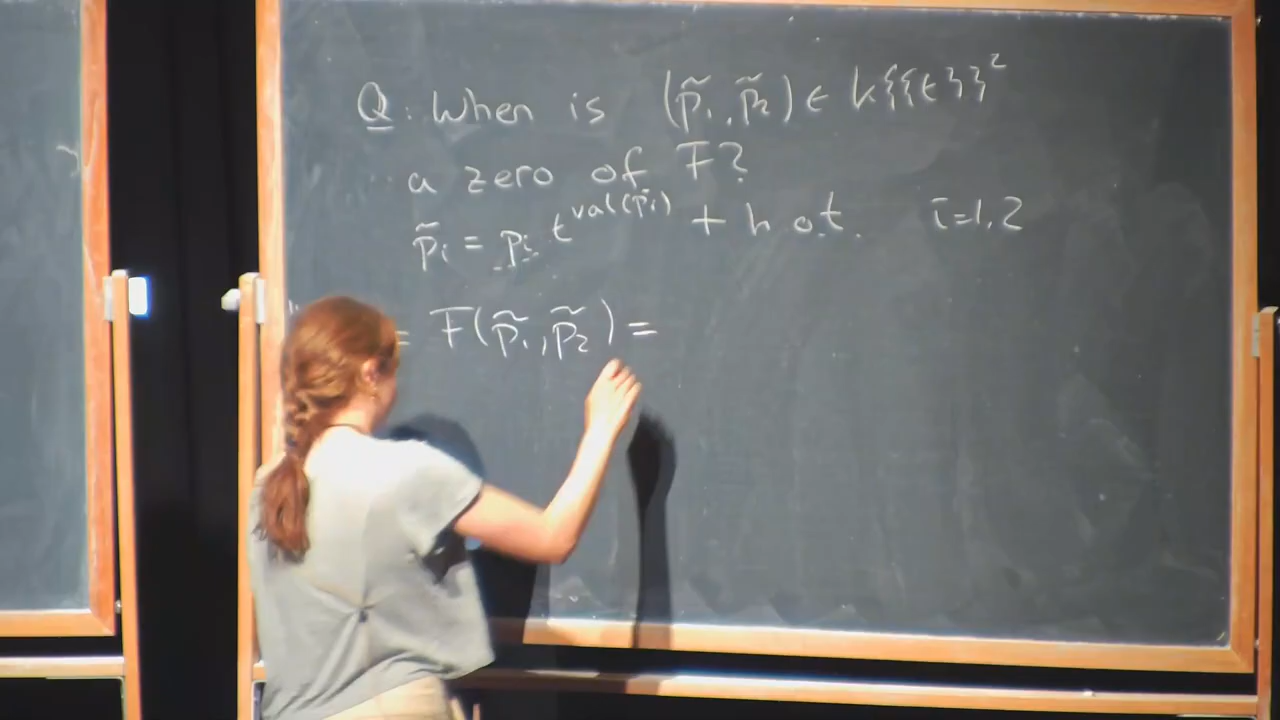 Q: When is (p̃₁, p̃₂) ∈ k{{t}}²
a zero of F?
p̃ᵢ = pᵢ t^val(p̃ᵢ) + h.o.t. i=1,2
= F(p̃₁, p̃₂) =